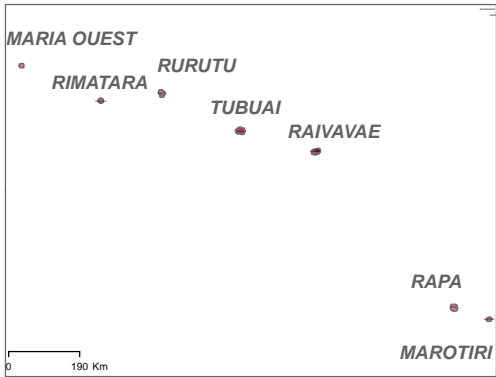 MARIA OUEST
RURUTU
RIMATARA
TUBUAI
RAIVAVAE
RAPA
MAROTIRI
0 190 Km